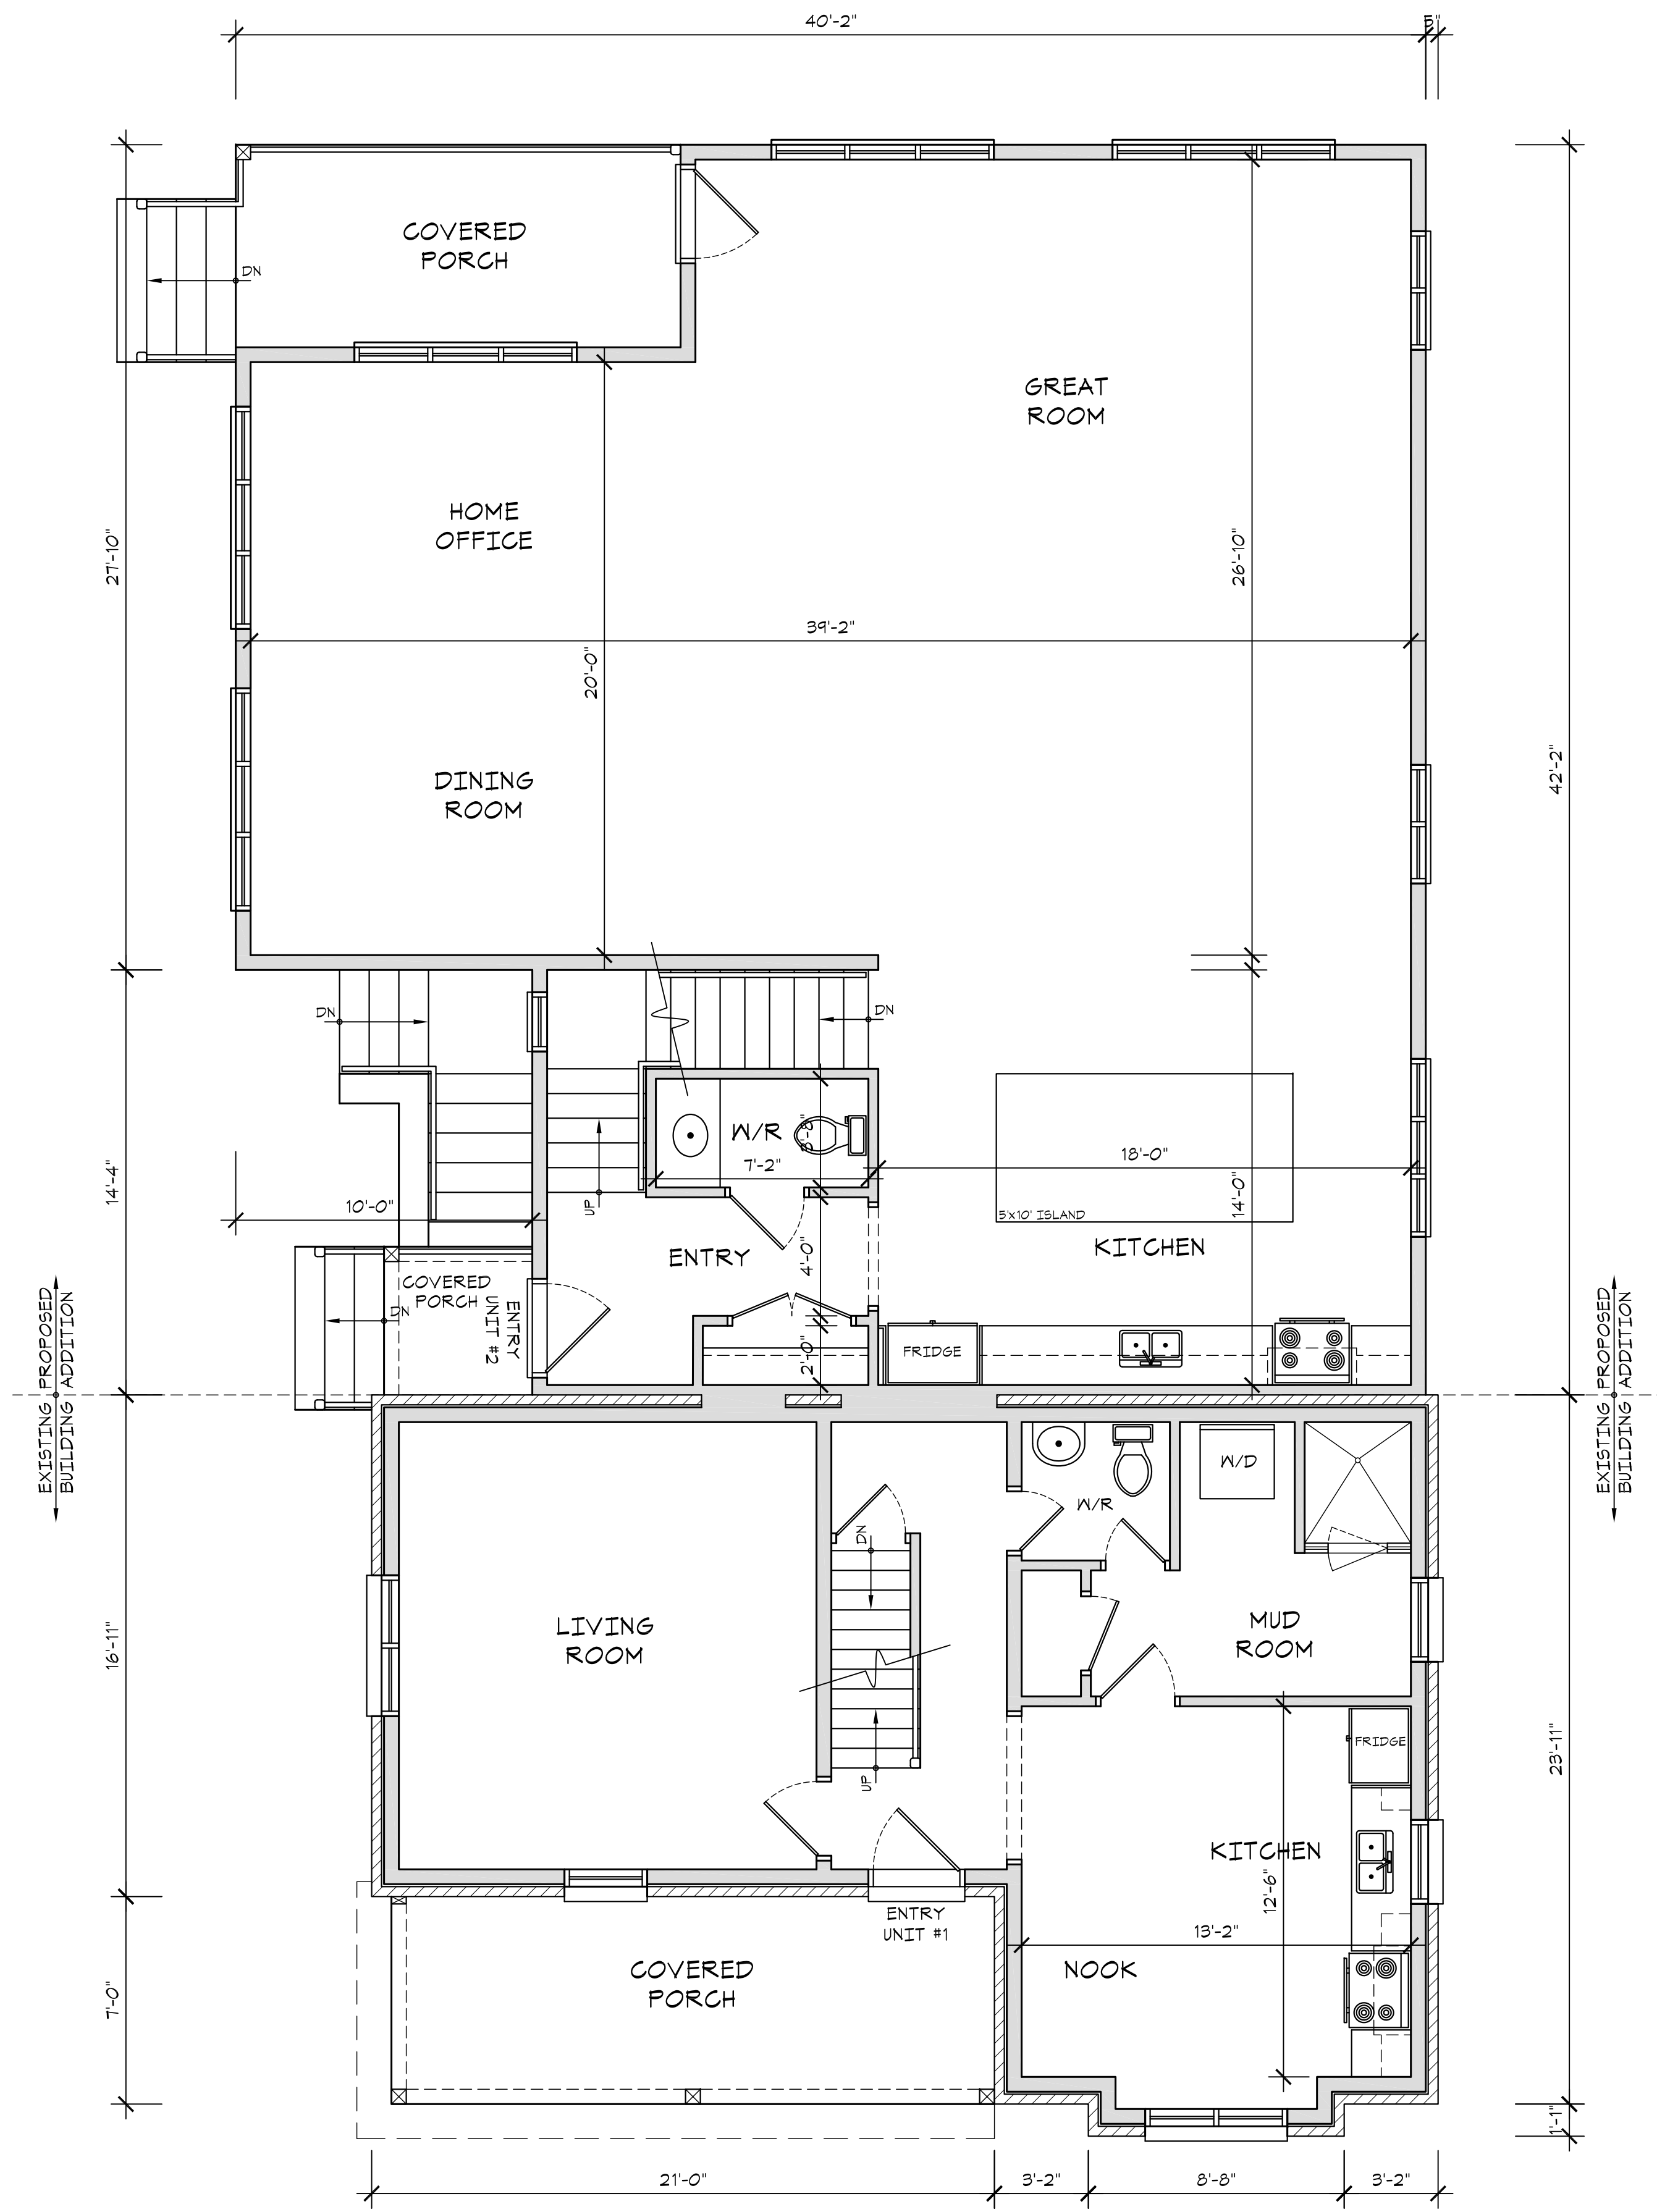 40'-2"
5"
COVERED
PORCH
DN
GREAT
ROOM
HOME
OFFICE
27'-10"
26'-10"
39'-2"
20'-0"
42'-2"
DINING
ROOM
DN
DN
W/R
3'-8"
7'-2"
18'-0"
14'-4"
10'-0"
UP
14'-0"
5'x10' ISLAND
ENTRY
4'-0"
KITCHEN
COVERED
PORCH
DN
ENTRY
UNIT #2
2'-0"
FRIDGE
EXISTING PROPOSED
BUILDING ADDITION
EXISTING PROPOSED
BUILDING ADDITION
W/D
W/R
DN
LIVING
ROOM
MUD
ROOM
16'-11"
FRIDGE
23'-11"
UP
KITCHEN
12'-6"
ENTRY
UNIT #1
13'-2"
COVERED
PORCH
NOOK
7'-0"
1'-1"
21'-0"
3'-2"
8'-8"
3'-2"